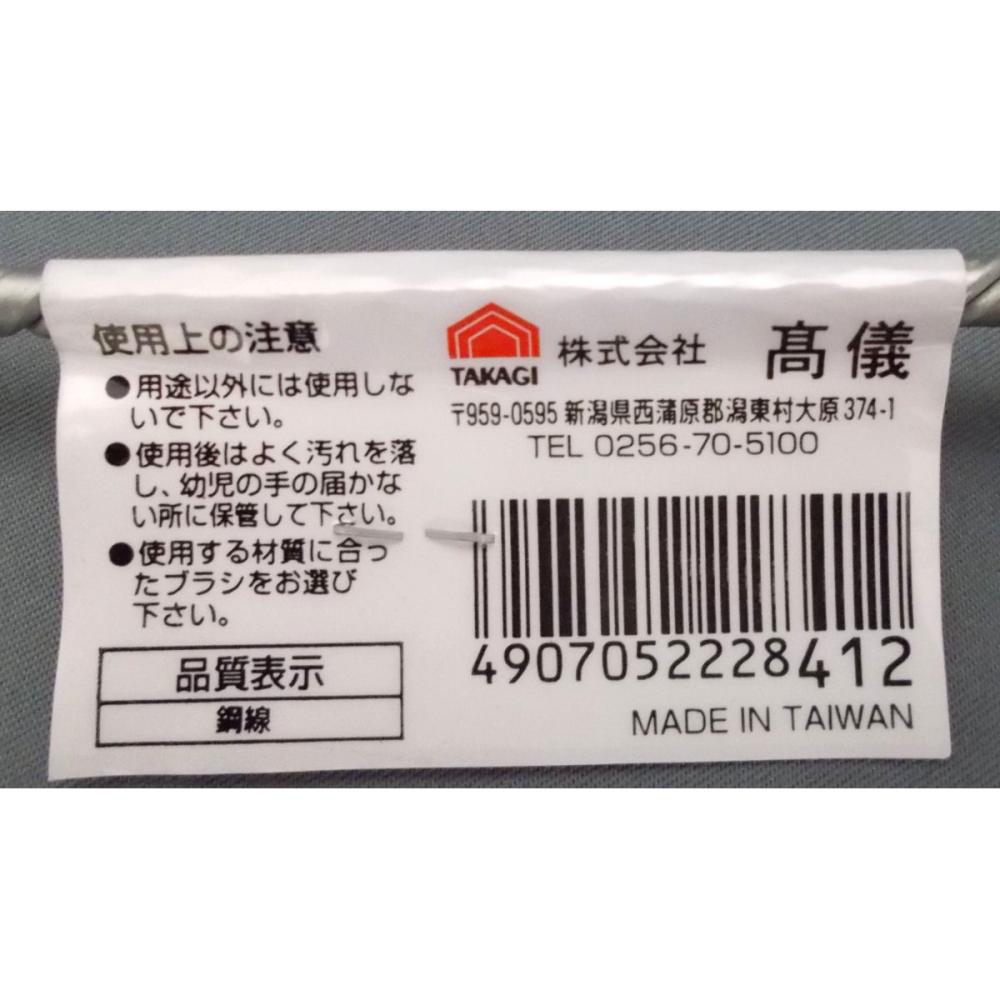 使用上の注意
●用途以外には使用しな
いで下さい。
●使用後はよく汚れを落
し、幼児の手の届かな
い所に保管して下さい。
●使用する材質に合っ
たブラシをお選び
下さい。
品質表示
鋼線
TAKAGI
株式会社 髙儀
〒959-0595 新潟県西蒲原郡潟東村大原374-1
TEL 0256-70-5100
4907052228412
MADE IN TAIWAN